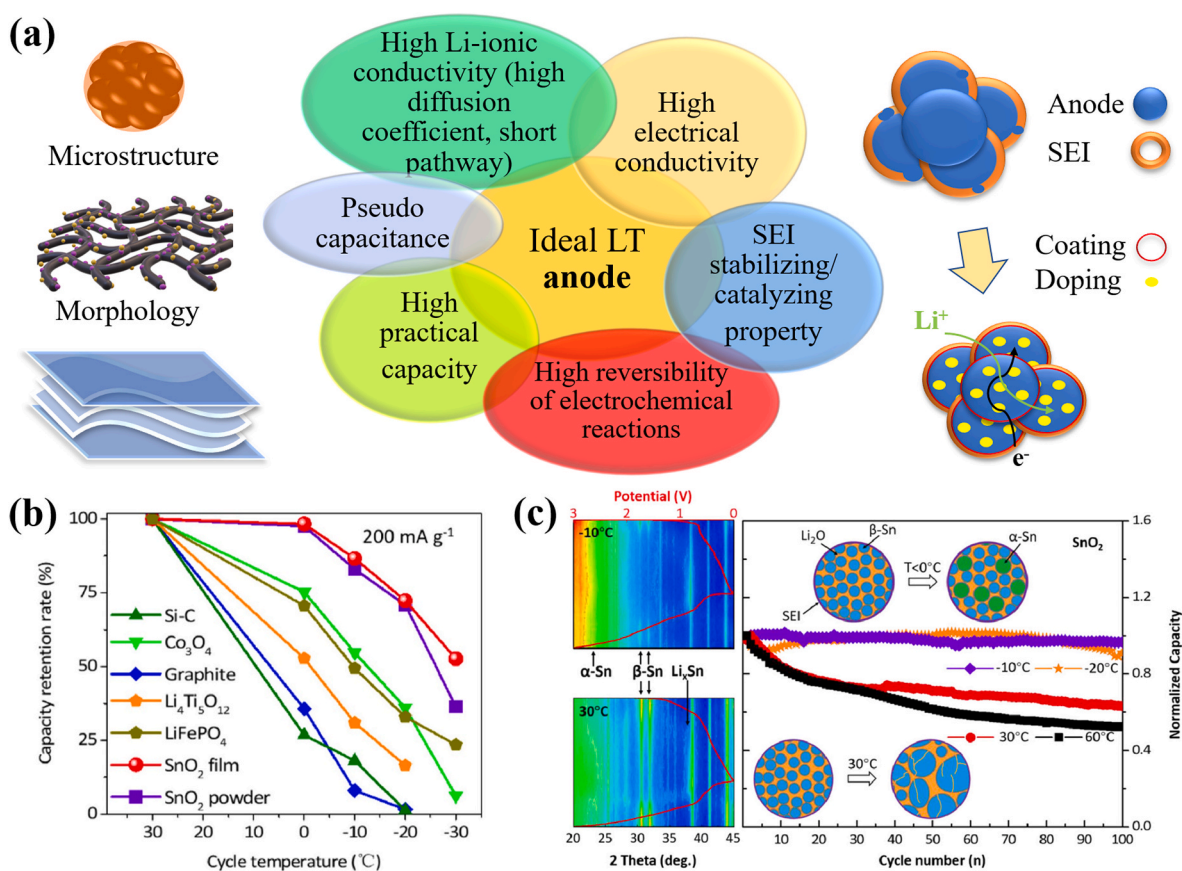 (a)
Microstructure
Morphology
High Li-ionic
conductivity (high
diffusion
coefficient, short
pathway)
High
electrical
conductivity
Pseudo
capacitance
Ideal LT
anode
SEI
stabilizing/
catalyzing
property
High
practical
capacity
High reversibility
of electrochemical
reactions
Anode
SEI
Coating
Doping
Li⁺
e⁻
(b)
200 mA g⁻¹
Capacity retention rate (%)
100
75
50
25
0
Si-C
Co₃O₄
Graphite
Li₄Ti₅O₁₂
LiFePO₄
SnO₂ film
SnO₂ powder
30 20 10 0 -10 -20 -30
Cycle temperature (℃)
(c)
Potential (V)
3 2 1 0
-10°C
α-Sn β-Sn LiₓSn
30°C
20 25 30 35 40 45
2 Theta (deg.)
Li₂O
β-Sn
α-Sn
SnO₂
T<0°C
SEI
-10°C -20°C
30°C 60°C
30°C
1.6
1.2
0.8
0.4
0.0
Normalized Capacity
0 10 20 30 40 50 60 70 80 90 100
Cycle number (n)